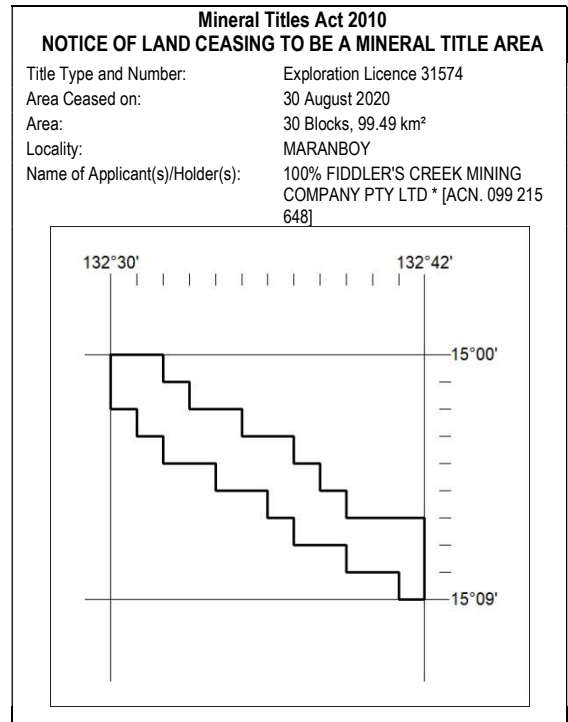 Mineral Titles Act 2010
NOTICE OF LAND CEASING TO BE A MINERAL TITLE AREA
Title Type and Number: Exploration Licence 31574
Area Ceased on: 30 August 2020
Area: 30 Blocks, 99.49 km²
Locality: MARANBOY
Name of Applicant(s)/Holder(s): 100% FIDDLER'S CREEK MINING
COMPANY PTY LTD * [ACN. 099 215
648]
132°30' 132°42'
15°00'
15°09'